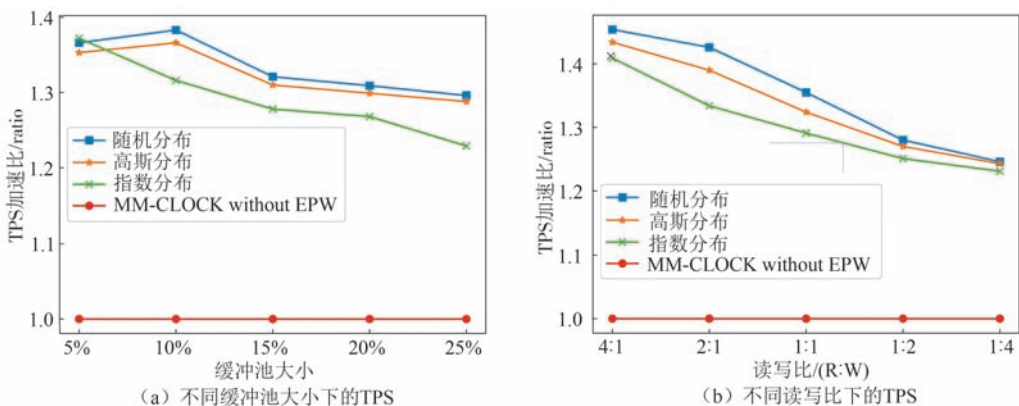 1.4
1.3
1.2
1.1
1.0
TPS加速比/ratio
随机分布
高斯分布
指数分布
MM-CLOCK without EPW
5%
10%
15%
20%
25%
缓冲池大小
(a) 不同缓冲池大小下的TPS
1.4
1.3
1.2
1.1
1.0
TPS加速比/ratio
随机分布
高斯分布
指数分布
MM-CLOCK without EPW
4:1
2:1
1:1
1:2
1:4
读写比/(R:W)
(b) 不同读写比下的TPS